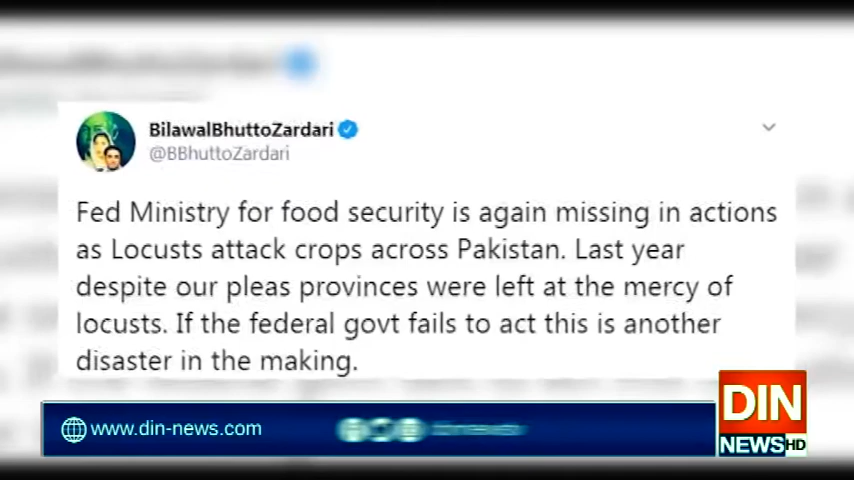 BilawalBhuttoZardari
@BBhuttoZardari
Fed Ministry for food security is again missing in actions
as Locusts attack crops across Pakistan. Last year
despite our pleas provinces were left at the mercy of
locusts. If the federal govt fails to act this is another
disaster in the making.
www.din-news.com
DIN
NEWS HD